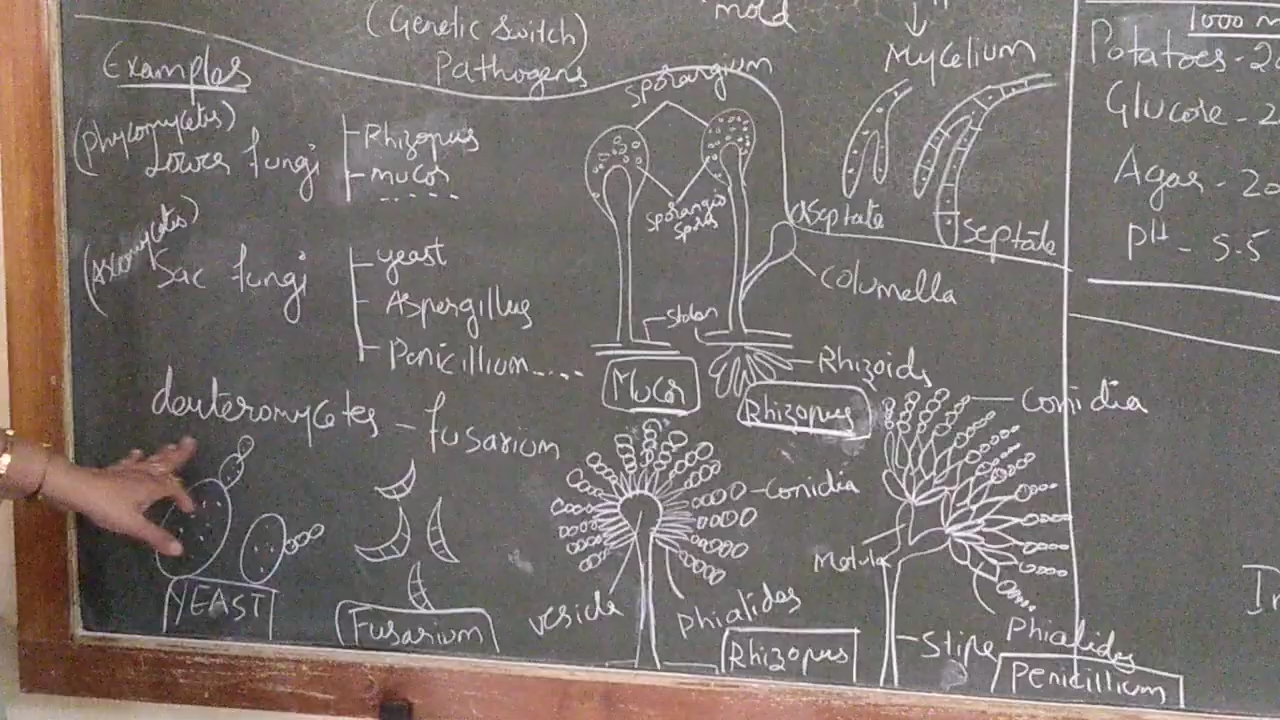 mold
(Genetic Switch)
Pathogens
Examples
(phycomycetes)
Lower fungi
Rhizopus
Mucor
Sac fungi
yeast
Aspergillus
Penicillium....
deuteromycetes - fusarium
YEAST
Fusarium
Sporangium
Sporangio
spores
Stolon
Mucor
Rhizoids
Rhizopus
Columella
Mycelium
Aseptate
Septate
Conidia
vesicle
Phialides
Rhizopus
Conidia
Metula
Stipe
Phialides
Penicillium
Potatoes -
Glucose -
Agar -
pH - 5.5